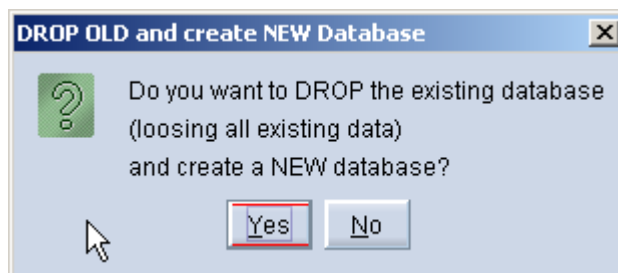 DROP OLD and create NEW Database
Do you want to DROP the existing database
(loosing all existing data)
and create a NEW database?
Yes No